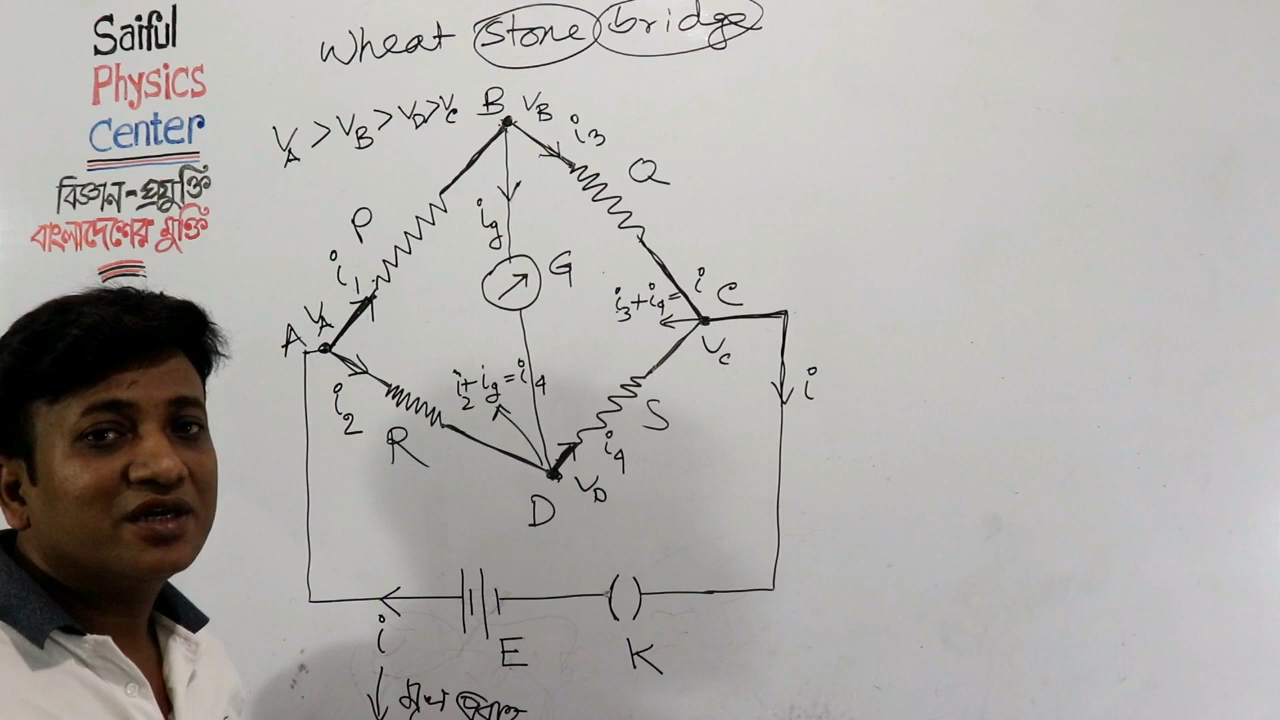 Saiful
Physics
Center
বিজ্ঞান-প্রযুক্তি
বাংলাদেশের মুক্তি
Wheat stone bridge
V_A > V_B > V_D > V_C
B V_B
i_3
Q
P
i_g
i_1
G
i_3+i_4=i
C
V_A
A
V_C
i
i_2+i_g=i_4
i_2
S
R
i_4
V_D
D
i
E
K